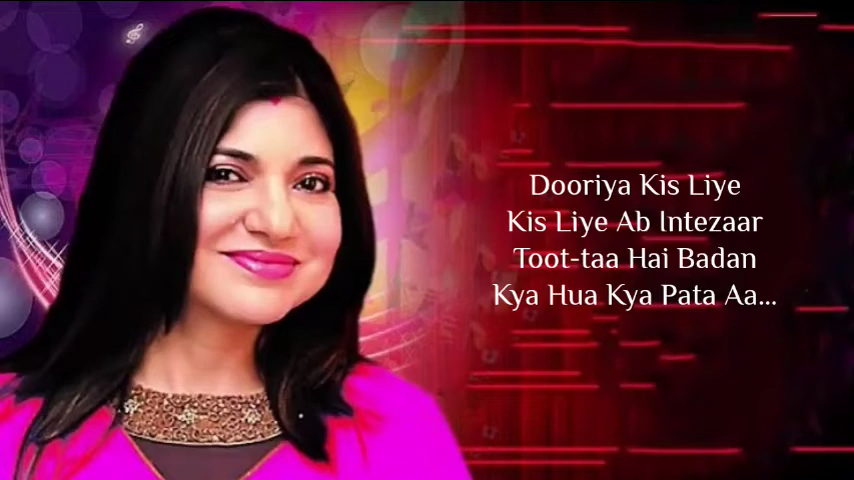 Dooriya Kis Liye
Kis Liye Ab Intezaar
Toot-taa Hai Badan
Kya Hua Kya Pata Aa...